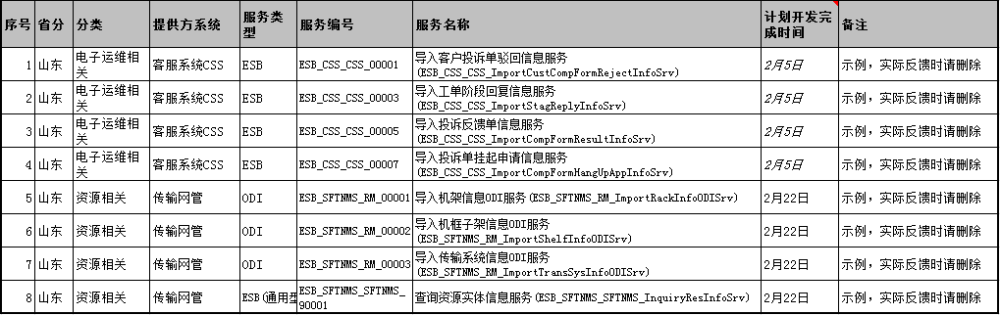 序号 省分 分类 提供方系统 服务类型 服务编号 服务名称 计划开发完成时间 备注
1 山东 电子运维相关 客服系统CSS ESB ESB_CSS_CSS_00001 导入客户投诉单驳回信息服务
(ESB_CSS_CSS_ImportCustCompFormRejectInfoSrv) 2月5日 示例，实际反馈时请删除
2 山东 电子运维相关 客服系统CSS ESB ESB_CSS_CSS_00003 导入工单阶段回复信息服务
(ESB_CSS_CSS_ImportStagReplyInfoSrv) 2月5日 示例，实际反馈时请删除
3 山东 电子运维相关 客服系统CSS ESB ESB_CSS_CSS_00005 导入投诉反馈单信息服务
(ESB_CSS_CSS_ImportCompFormResultInfoSrv) 2月5日 示例，实际反馈时请删除
4 山东 电子运维相关 客服系统CSS ESB ESB_CSS_CSS_00007 导入投诉单挂起申请信息服务
(ESB_CSS_CSS_ImportCompFormHangUpAppInfoSrv) 2月5日 示例，实际反馈时请删除
5 山东 资源相关 传输网管 ODI ESB_SFTNMS_RM_00001 导入机架信息ODI服务(ESB_SFTNMS_RM_ImportRackInfoODISrv) 2月22日 示例，实际反馈时请删除
6 山东 资源相关 传输网管 ODI ESB_SFTNMS_RM_00002 导入机框子架信息ODI服务
(ESB_SFTNMS_RM_ImportShelfInfoODISrv) 2月22日 示例，实际反馈时请删除
7 山东 资源相关 传输网管 ODI ESB_SFTNMS_RM_00003 导入传输系统信息ODI服务
(ESB_SFTNMS_RM_ImportTransSysInfoODISrv) 2月22日 示例，实际反馈时请删除
8 山东 资源相关 传输网管 ESB(通用型 ESB_SFTNMS_SFTNMS_
90001 查询资源实体信息服务(ESB_SFTNMS_SFTNMS_InquiryResInfoSrv) 2月22日 示例，实际反馈时请删除